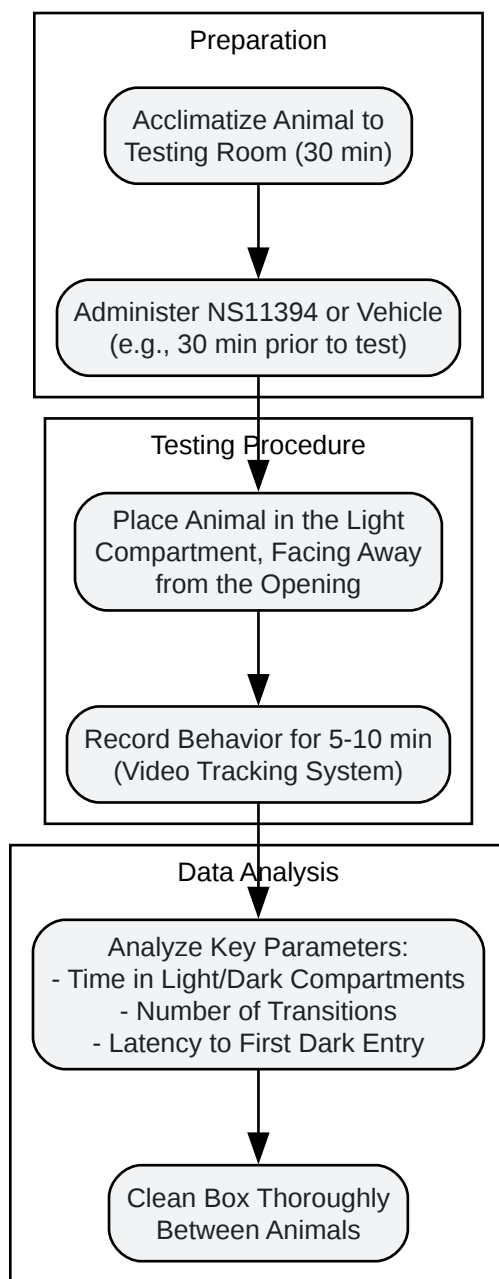 Preparation
Acclimatize Animal to
Testing Room (30 min)
Administer NS11394 or Vehicle
(e.g., 30 min prior to test)
Testing Procedure
Place Animal in the Light
Compartment, Facing Away
from the Opening
Record Behavior for 5-10 min
(Video Tracking System)
Data Analysis
Analyze Key Parameters:
- Time in Light/Dark Compartments
- Number of Transitions
- Latency to First Dark Entry
Clean Box Thoroughly
Between Animals